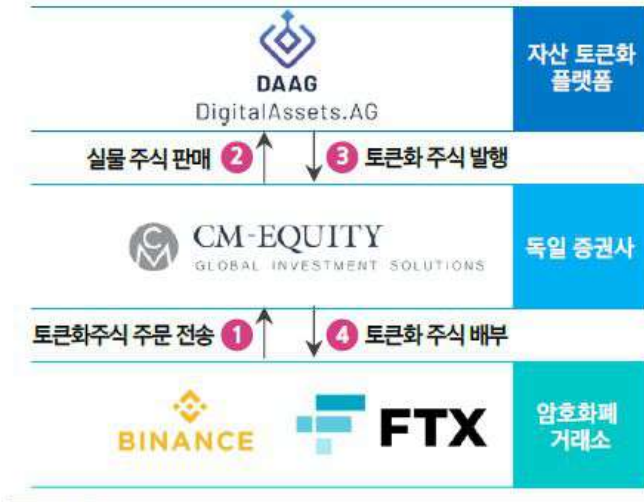 DAAG
DigitalAssets.AG
자산 토큰화
플랫폼
실물 주식 판매 2 3 토큰화 주식 발행
CM
CM-EQUITY
GLOBAL INVESTMENT SOLUTIONS
독일 증권사
토큰화주식 주문 전송 1 4 토큰화 주식 배부
BINANCE
FTX
암호화폐
거래소